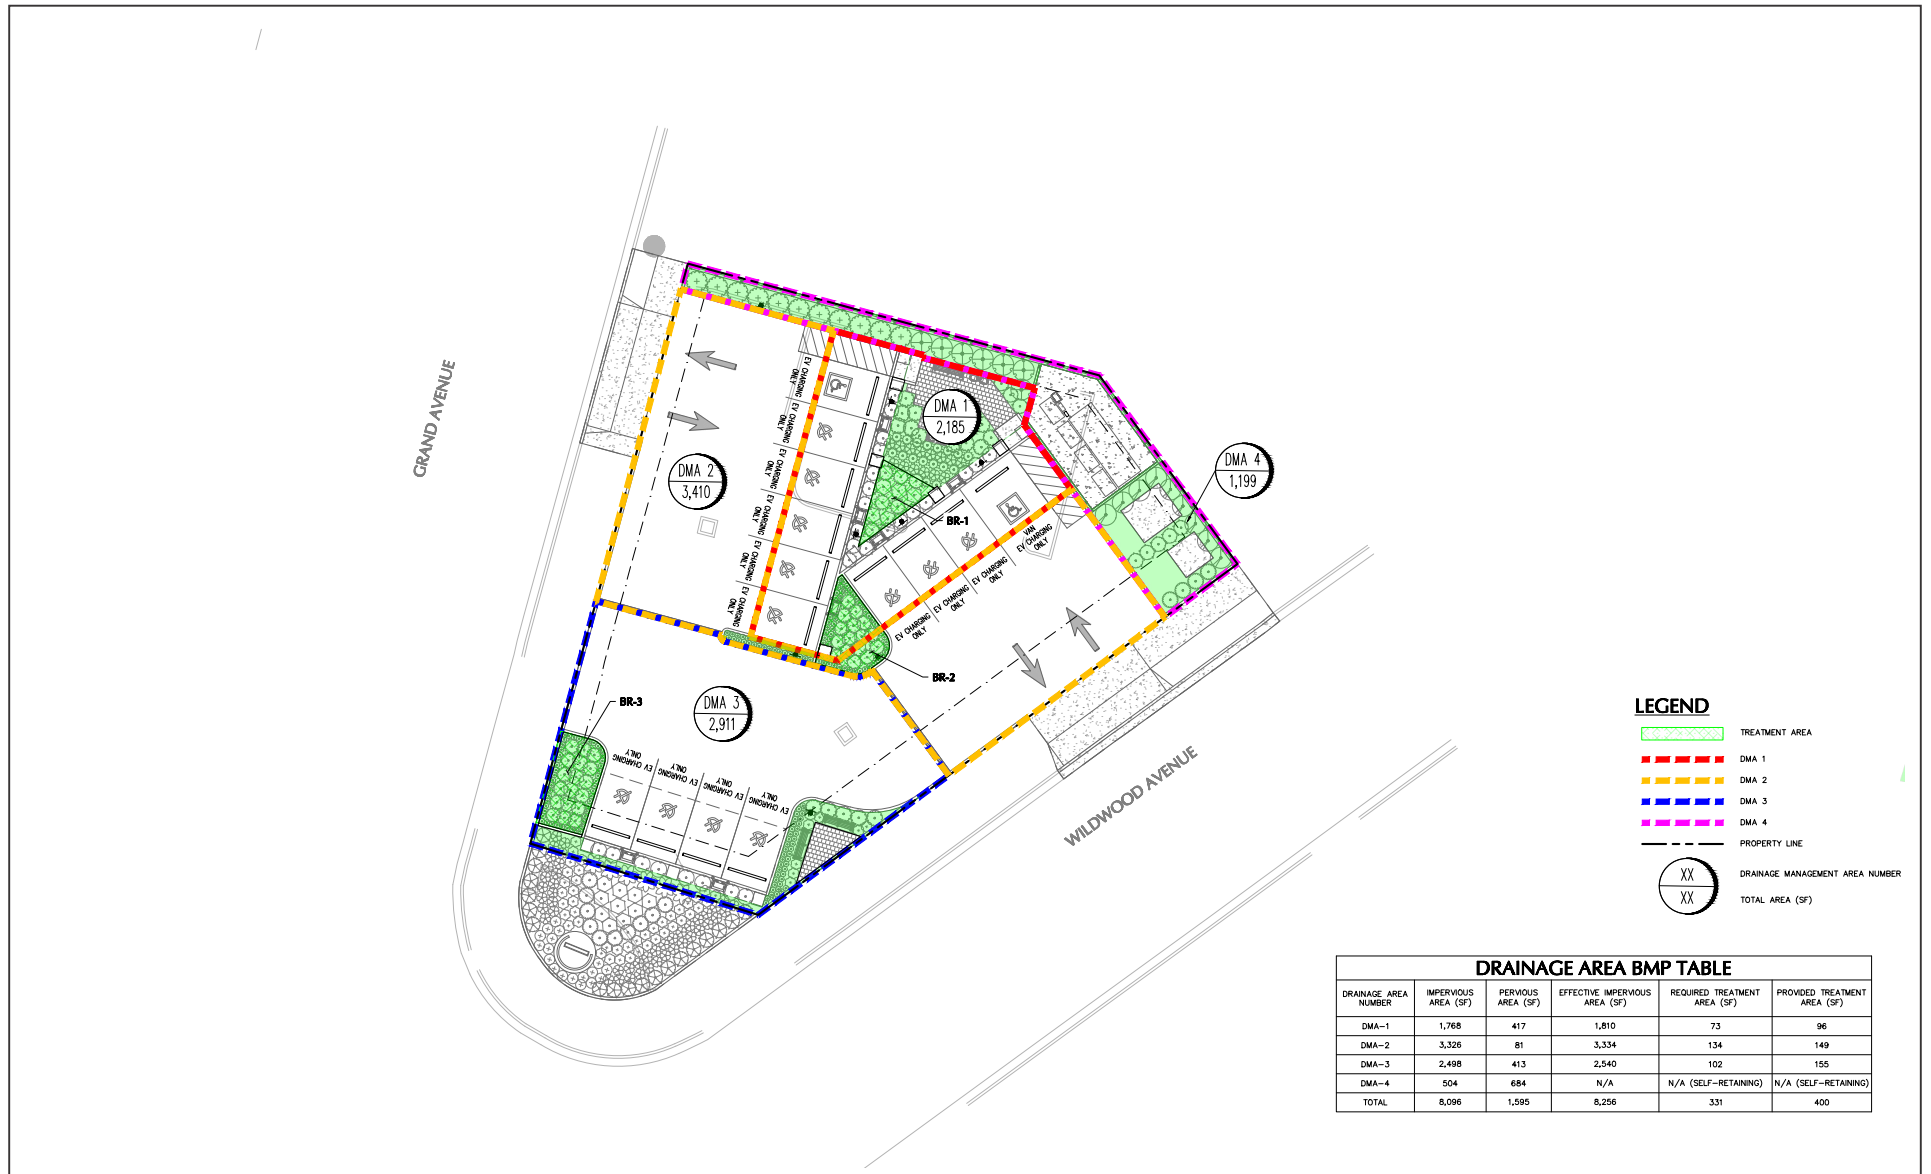 GRAND AVENUE
DMA 1
2,185
DMA 2
3,410
DMA 4
1,199
DMA 3
2,911
EV CHARGING
ONLY
EV CHARGING
ONLY
EV CHARGING
ONLY
EV CHARGING
ONLY
EV CHARGING
ONLY
EV CHARGING
ONLY
BR-1
VAN
EV CHARGING
ONLY
EV CHARGING
ONLY
EV CHARGING
ONLY
EV CHARGING
ONLY
BR-2
BR-3
EV CHARGING
ONLY
EV CHARGING
ONLY
EV CHARGING
ONLY
EV CHARGING
ONLY
WILDWOOD AVENUE
LEGEND
TREATMENT AREA
DMA 1
DMA 2
DMA 3
DMA 4
PROPERTY LINE
XX
XX
DRAINAGE MANAGEMENT AREA NUMBER
TOTAL AREA (SF)
DRAINAGE AREA BMP TABLE
DRAINAGE AREA NUMBER IMPERVIOUS AREA (SF) PERVIOUS AREA (SF) EFFECTIVE IMPERVIOUS AREA (SF) REQUIRED TREATMENT AREA (SF) PROVIDED TREATMENT AREA (SF)
DMA-1 1,768 417 1,810 73 96
DMA-2 3,326 81 3,334 134 149
DMA-3 2,498 413 2,540 102 155
DMA-4 504 684 N/A N/A (SELF-RETAINING) N/A (SELF-RETAINING)
TOTAL 8,096 1,595 8,256 331 400